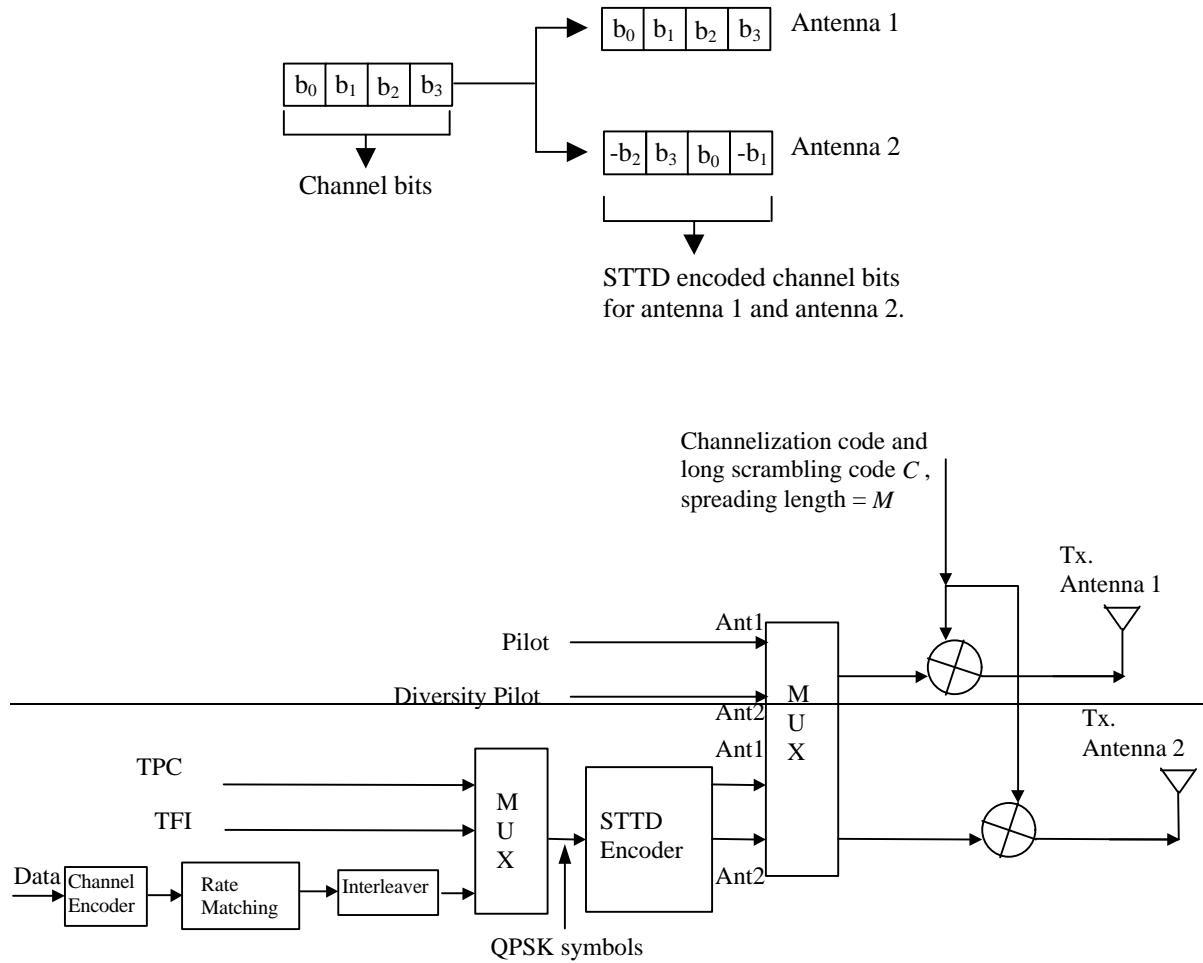 b0 b1 b2 b3 Antenna 1
b0 b1 b2 b3
-b2 b3 b0 -b1 Antenna 2
Channel bits
STTD encoded channel bits
for antenna 1 and antenna 2.
Channelization code and
long scrambling code C ,
spreading length = M
Tx.
Antenna 1
Pilot
Ant1
Diversity Pilot
Ant2
M
U
X
Tx.
Antenna 2
Ant1
TPC
TFI
M
U
X
STTD
Encoder
Ant2
Data
Channel
Encoder
Rate
Matching
Interleaver
QPSK symbols